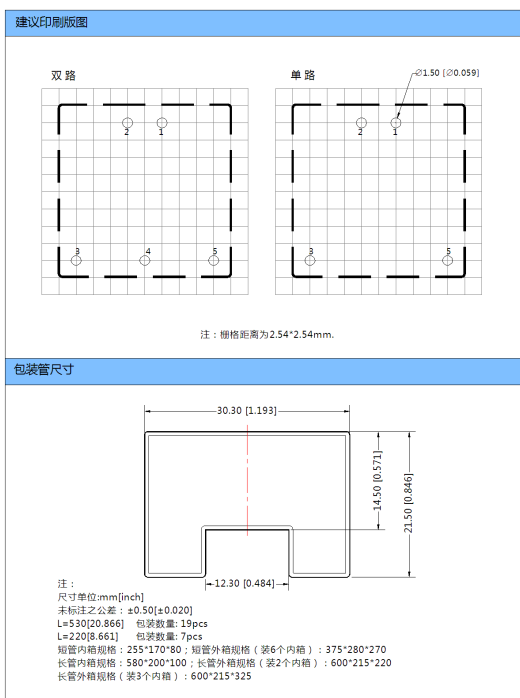 建议印刷版图
双路
单路
∅1.50 [∅0.059]
2
1
2
1
3
4
5
3
5
注：栅格距离为2.54*2.54mm.
包装管尺寸
30.30 [1.193]
14.50 [0.571]
21.50 [0.846]
12.30 [0.484]
注：
尺寸单位:mm[inch]
未标注之公差：±0.50[±0.020]
L=530[20.866] 包装数量: 19pcs
L=220[8.661] 包装数量: 7pcs
短管内箱规格：255*170*80；短管外箱规格（装6个内箱）：375*280*270
长管内箱规格：580*200*100；长管外箱规格（装2个内箱）：600*215*220
长管外箱规格（装3个内箱）：600*215*325